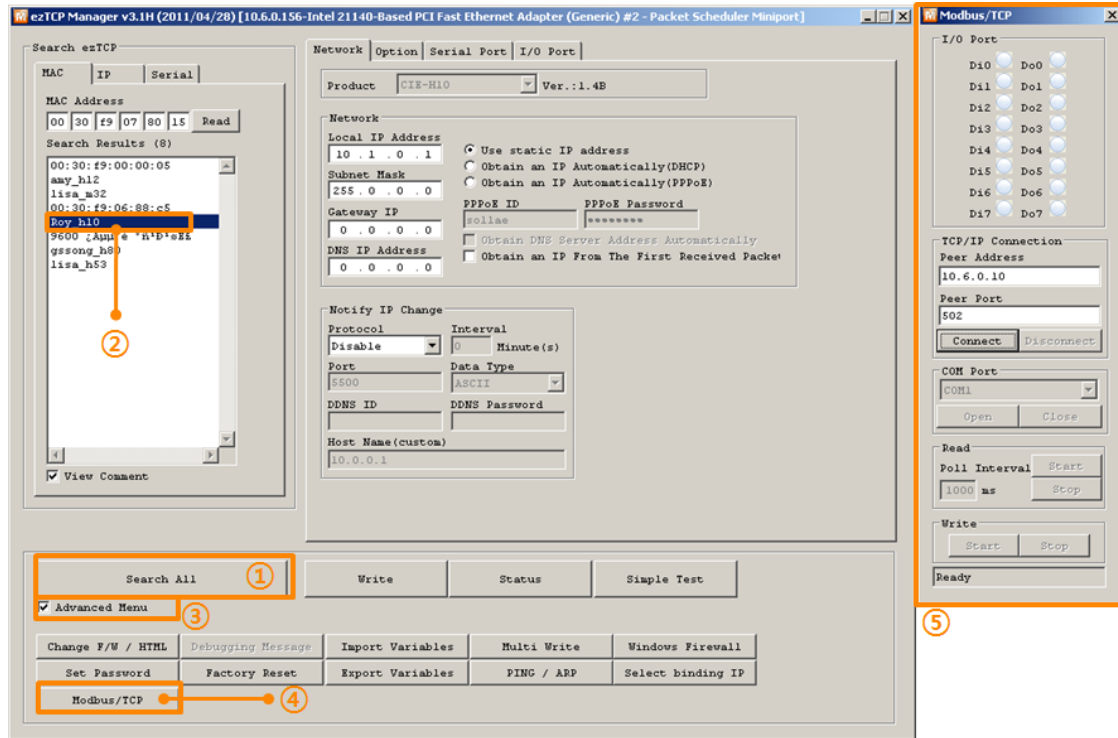 ezTCP Manager v3.1H (2011/04/28) [10.6.0.156-Intel 21140-Based PCI Fast Ethernet Adapter (Generic) #2 - Packet Scheduler Miniport]
Search ezTCP
MAC IP Serial
MAC Address
00 30 f9 07 80 15 Read
Search Results (8)
00:30:f9:00:00:05
amy_h12
lisa_m32
00:30:f9:06:88:c5
Roy h10
9600
gssong_h80
lisa_h53
②
View Comment
Network Option Serial Port I/O Port
Product CIE-H10 Ver.:1.4B
Network
Local IP Address
10 . 1 . 0 . 1
Subnet Mask
255 . 0 . 0 . 0
Gateway IP
0 . 0 . 0 . 0
DNS IP Address
0 . 0 . 0 . 0
Use static IP address
Obtain an IP Automatically(DHCP)
Obtain an IP Automatically(PPPoE)
PPPoE ID PPPoE Password
sollae ********
Obtain DNS Server Address Automatically
Obtain an IP From The First Received Packet
Notify IP Change
Protocol Interval
Disable 0 Minute(s)
Port Data Type
5500 ASCII
DDNS ID DDNS Password
Host Name(custom)
10.0.0.1
Search All ① Write Status Simple Test
Advanced Menu ③
Change F/W / HTML Debugging Message Import Variables Multi Write Windows Firewall
Set Password Factory Reset Export Variables PING / ARP Select binding IP
Modbus/TCP ④
Modbus/TCP
I/O Port
Di0 Do0
Di1 Do1
Di2 Do2
Di3 Do3
Di4 Do4
Di5 Do5
Di6 Do6
Di7 Do7
TCP/IP Connection
Peer Address
10.6.0.10
Peer Port
502
Connect Disconnect
COM Port
COM1
Open Close
Read
Poll Interval Start
1000 ms Stop
Write
Start Stop
Ready
⑤